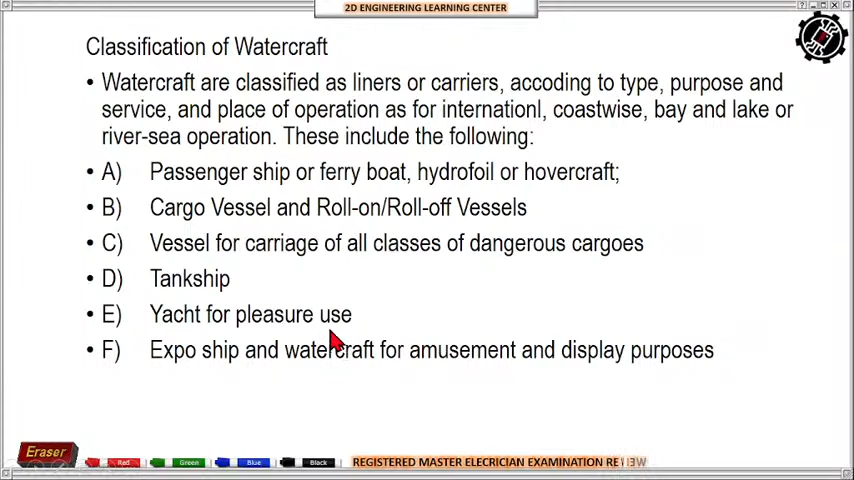 2D ENGINEERING LEARNING CENTER
Classification of Watercraft
• Watercraft are classified as liners or carriers, accoding to type, purpose and
service, and place of operation as for internationl, coastwise, bay and lake or
river-sea operation. These include the following:
• A) Passenger ship or ferry boat, hydrofoil or hovercraft;
• B) Cargo Vessel and Roll-on/Roll-off Vessels
• C) Vessel for carriage of all classes of dangerous cargoes
• D) Tankship
• E) Yacht for pleasure use
• F) Expo ship and watercraft for amusement and display purposes
Eraser Red Green Blue Black
REGISTERED MASTER ELECRICIAN EXAMINATION